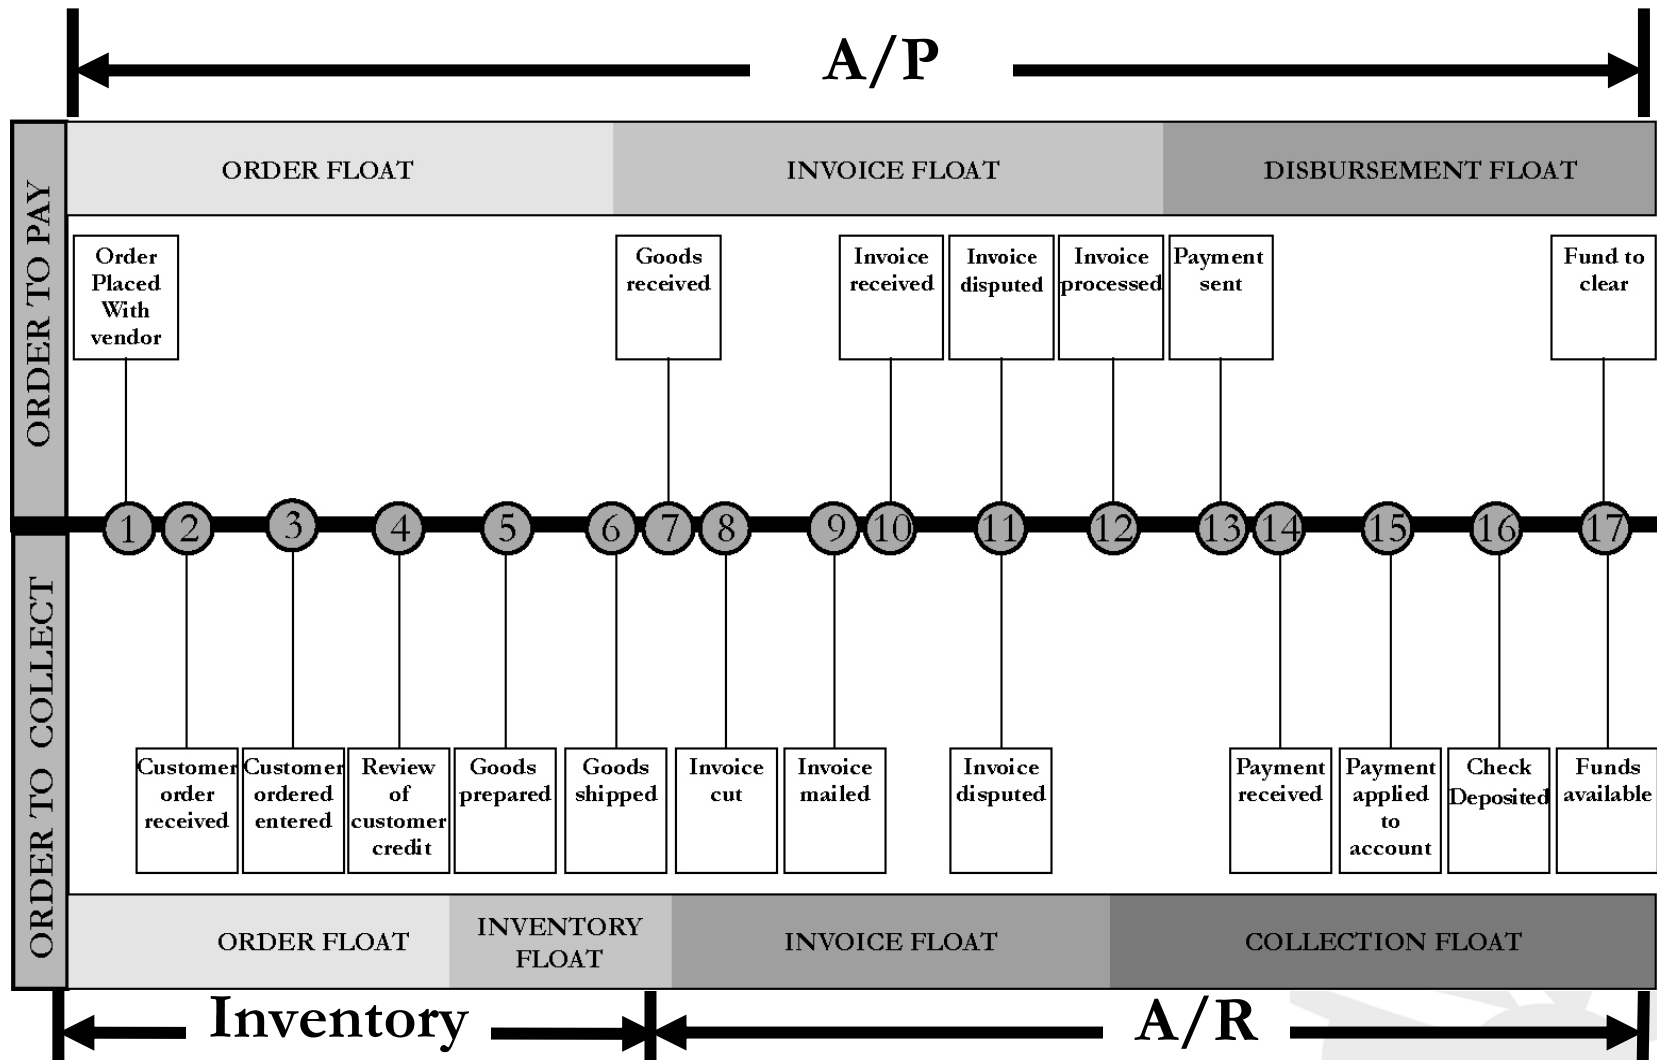 A/P
ORDER TO PAY
ORDER FLOAT
INVOICE FLOAT
DISBURSEMENT FLOAT
Order
Placed
With
vendor
Goods
received
Invoice
received
Invoice
disputed
Invoice
processed
Payment
sent
Fund to
clear
1
2
3
4
5
6
7
8
9
10
11
12
13
14
15
16
17
ORDER TO COLLECT
Customer
order
received
Customer
ordered
entered
Review
of
customer
credit
Goods
prepared
Goods
shipped
Invoice
cut
Invoice
mailed
Invoice
disputed
Payment
received
Payment
applied
to
account
Check
Deposited
Funds
available
ORDER FLOAT
INVENTORY
FLOAT
INVOICE FLOAT
COLLECTION FLOAT
Inventory
A/R